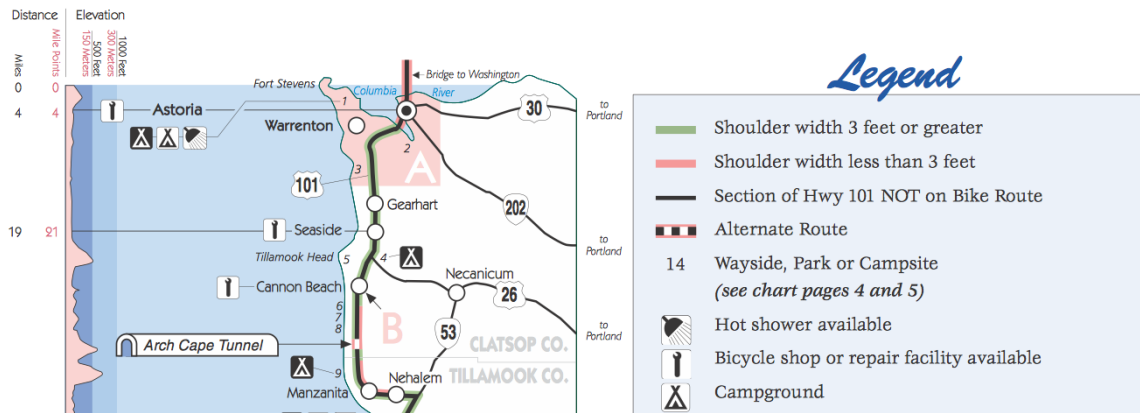 Distance
Elevation
Miles
Mile Points
150 Meters
500 Feet
300 Meters
1000 Feet
0
0
4
4
19
21
Fort Stevens
Bridge to Washington
Columbia
River
1
Astoria
Warrenton
2
30
to
Portland
3
A
101
Gearhart
202
Seaside
to
Portland
Tillamook Head
5
4
Necanicum
Cannon Beach
26
6
7
8
B
53
to
Portland
Arch Cape Tunnel
CLATSOP CO.
TILLAMOOK CO.
9
Nehalem
Manzanita
Legend
Shoulder width 3 feet or greater
Shoulder width less than 3 feet
Section of Hwy 101 NOT on Bike Route
Alternate Route
14 Wayside, Park or Campsite
(see chart pages 4 and 5)
Hot shower available
Bicycle shop or repair facility available
Campground